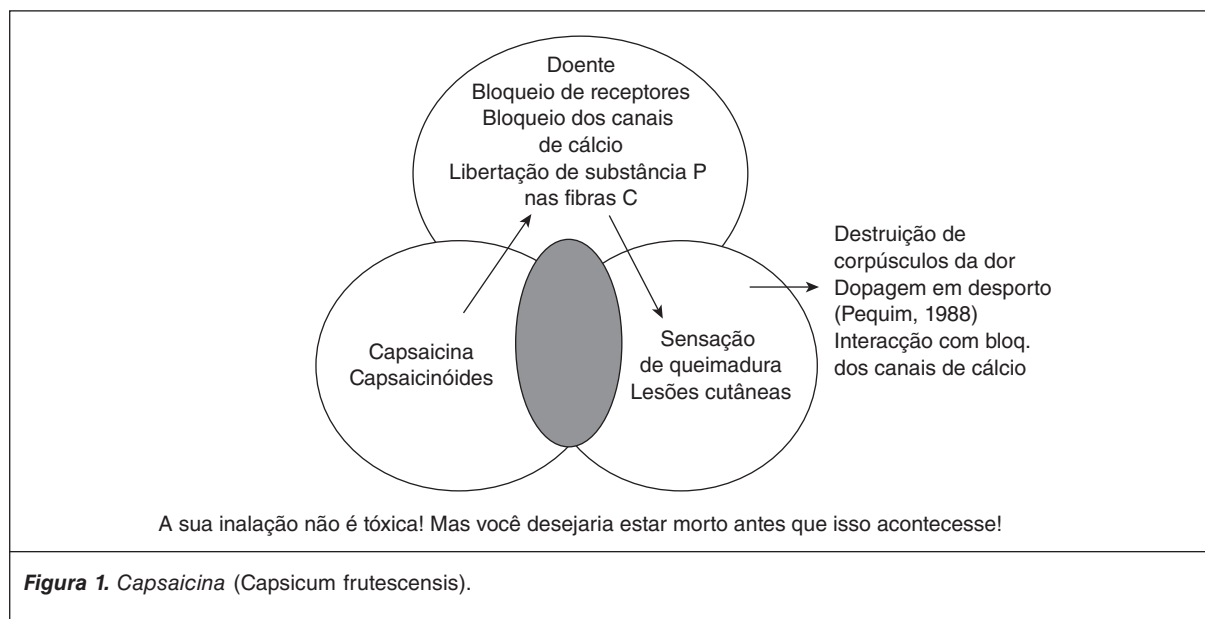 Doente
Bloqueio de receptores
Bloqueio dos canais
de cálcio
Libertação de substância P
nas fibras C
Capsaicina
Capsaicinóides
Sensação
de queimadura
Lesões cutâneas
Destruição de
corpúsculos da dor
Dopagem em desporto
(Pequim, 1988)
Interacção com bloq.
dos canais de cálcio
A sua inalação não é tóxica! Mas você desejaria estar morto antes que isso acontecesse!
Figura 1. Capsaicina (Capsicum frutescensis).